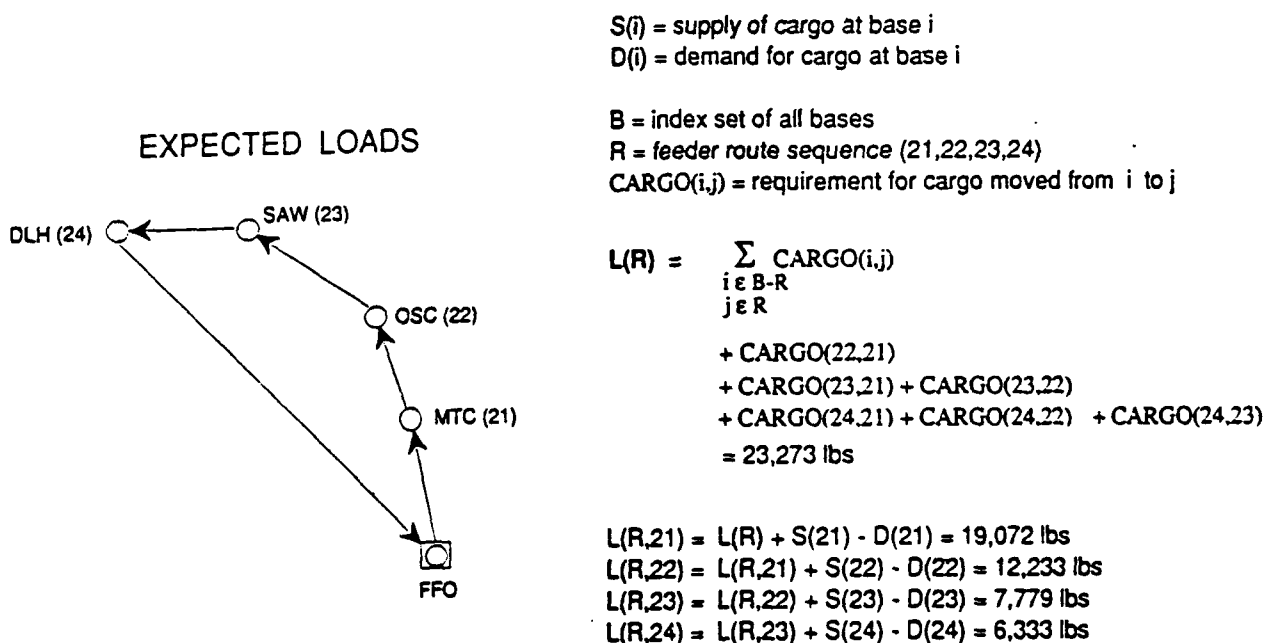 S(i) = supply of cargo at base i
D(i) = demand for cargo at base i
B = index set of all bases
R = feeder route sequence (21,22,23,24)
CARGO(i,j) = requirement for cargo moved from i to j
EXPECTED LOADS
DLH (24)
SAW (23)
OSC (22)
MTC (21)
FFO
L(R) = Σ CARGO(i,j)
i ε B-R
j ε R
+ CARGO(22,21)
+ CARGO(23,21) + CARGO(23,22)
+ CARGO(24,21) + CARGO(24,22) + CARGO(24,23)
= 23,273 lbs
L(R,21) = L(R) + S(21) - D(21) = 19,072 lbs
L(R,22) = L(R,21) + S(22) - D(22) = 12,233 lbs
L(R,23) = L(R,22) + S(23) - D(23) = 7,779 lbs
L(R,24) = L(R,23) + S(24) - D(24) = 6,333 lbs